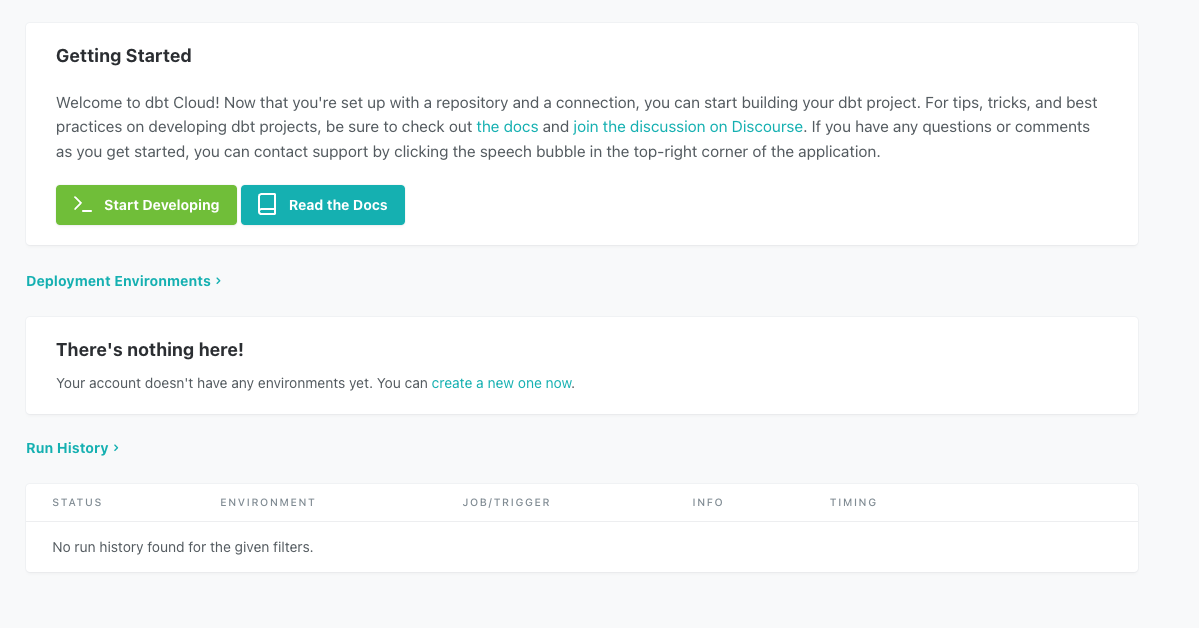 Getting Started
Welcome to dbt Cloud! Now that you're set up with a repository and a connection, you can start building your dbt project. For tips, tricks, and best
practices on developing dbt projects, be sure to check out the docs and join the discussion on Discourse. If you have any questions or comments
as you get started, you can contact support by clicking the speech bubble in the top-right corner of the application.
Start Developing Read the Docs
Deployment Environments ›
There's nothing here!
Your account doesn't have any environments yet. You can create a new one now.
Run History ›
STATUS ENVIRONMENT JOB/TRIGGER INFO TIMING
No run history found for the given filters.